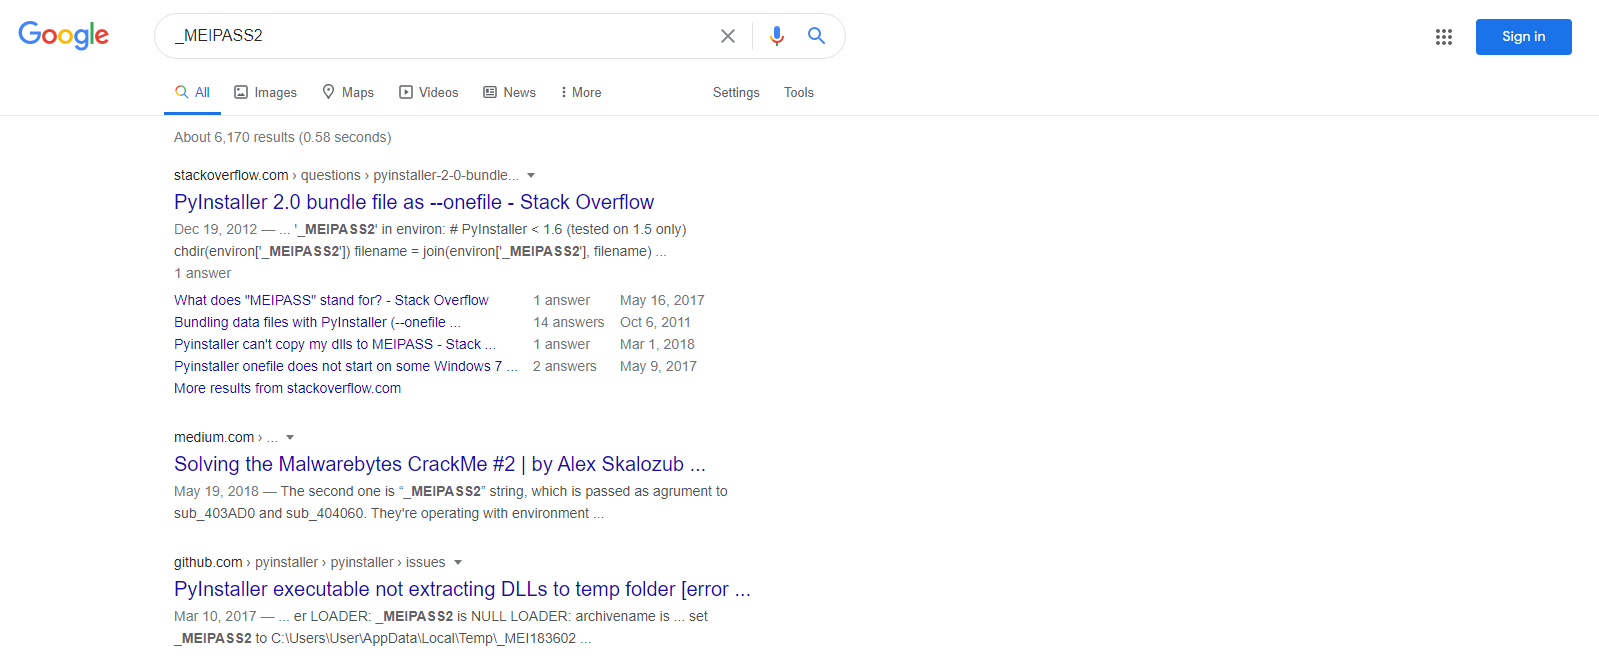 Google
_MEIPASS2
Sign in
All Images Maps Videos News More Settings Tools
About 6,170 results (0.58 seconds)
stackoverflow.com › questions › pyinstaller-2-0-bundle...
PyInstaller 2.0 bundle file as --onefile - Stack Overflow
Dec 19, 2012 — ... '_MEIPASS2' in environ: # PyInstaller < 1.6 (tested on 1.5 only)
chdir(environ['_MEIPASS2']) filename = join(environ['_MEIPASS2'], filename) ...
1 answer
What does "MEIPASS" stand for? - Stack Overflow 1 answer May 16, 2017
Bundling data files with PyInstaller (--onefile ... 14 answers Oct 6, 2011
Pyinstaller can't copy my dlls to MEIPASS - Stack ... 1 answer Mar 1, 2018
Pyinstaller onefile does not start on some Windows 7 ... 2 answers May 9, 2017
More results from stackoverflow.com
medium.com › ...
Solving the Malwarebytes CrackMe #2 | by Alex Skalozub ...
May 19, 2018 — The second one is “_MEIPASS2” string, which is passed as agrument to
sub_403AD0 and sub_404060. They're operating with environment ...
github.com › pyinstaller › pyinstaller › issues
PyInstaller executable not extracting DLLs to temp folder [error ...
Mar 10, 2017 — ... er LOADER: _MEIPASS2 is NULL LOADER: archivename is ... set
_MEIPASS2 to C:\Users\User\AppData\Local\Temp\_MEI183602 ...